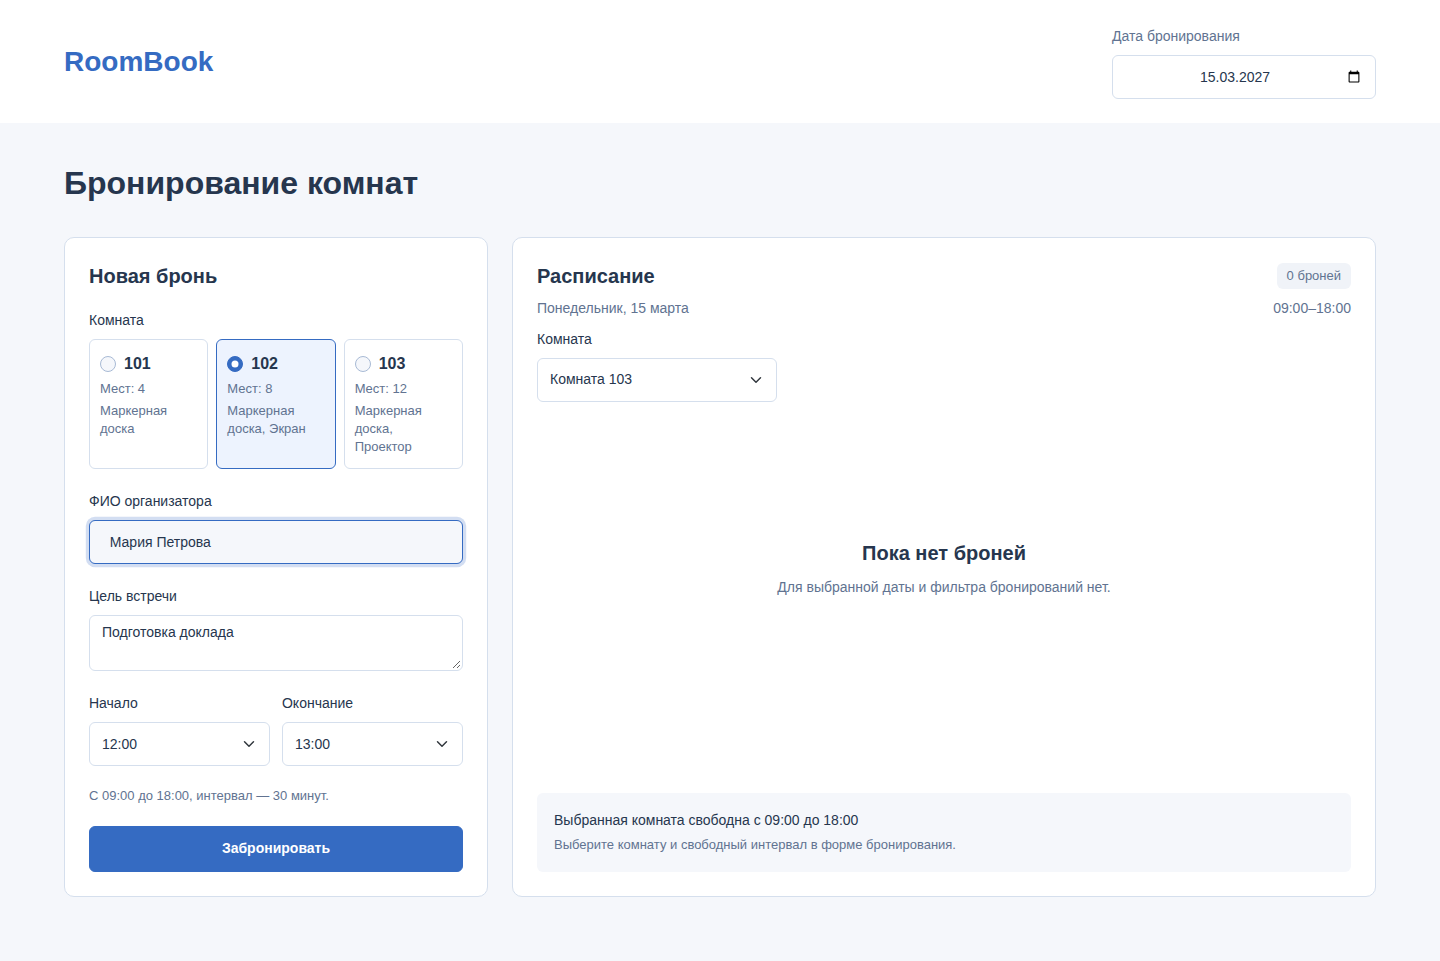 RoomBook
Дата бронирования
15.03.2027
Бронирование комнат
Новая бронь
Комната
101
Мест: 4
Маркерная
доска
102
Мест: 8
Маркерная
доска, Экран
103
Мест: 12
Маркерная
доска,
Проектор
ФИО организатора
Мария Петрова
Цель встречи
Подготовка доклада
Начало
Окончание
12:00
13:00
С 09:00 до 18:00, интервал — 30 минут.
Забронировать
Расписание
0 броней
Понедельник, 15 марта
09:00–18:00
Комната
Комната 103
Пока нет броней
Для выбранной даты и фильтра бронирований нет.
Выбранная комната свободна с 09:00 до 18:00
Выберите комнату и свободный интервал в форме бронирования.